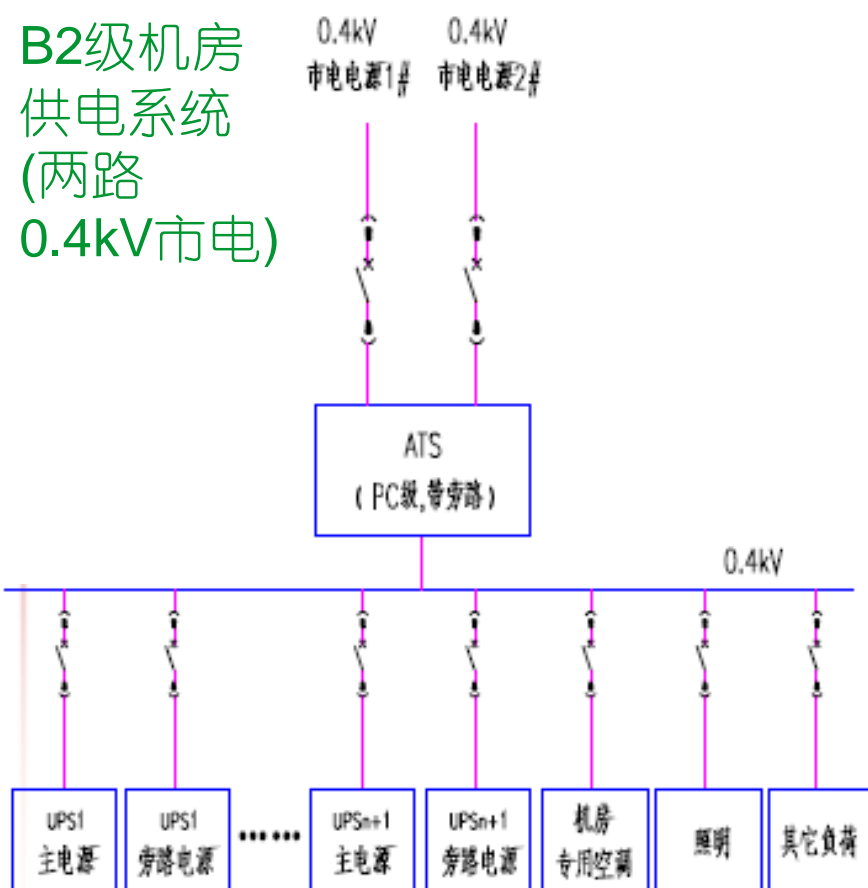 B2级机房
供电系统
(两路
0.4kV市电)
0.4kV
市电电源1#
0.4kV
市电电源2#
ATS
(PC级,带旁路)
0.4kV
UPS1
主电源
UPS1
旁路电源
……
UPSn+1
主电源
UPSn+1
旁路电源
机房
专用空调
照明
其它负荷